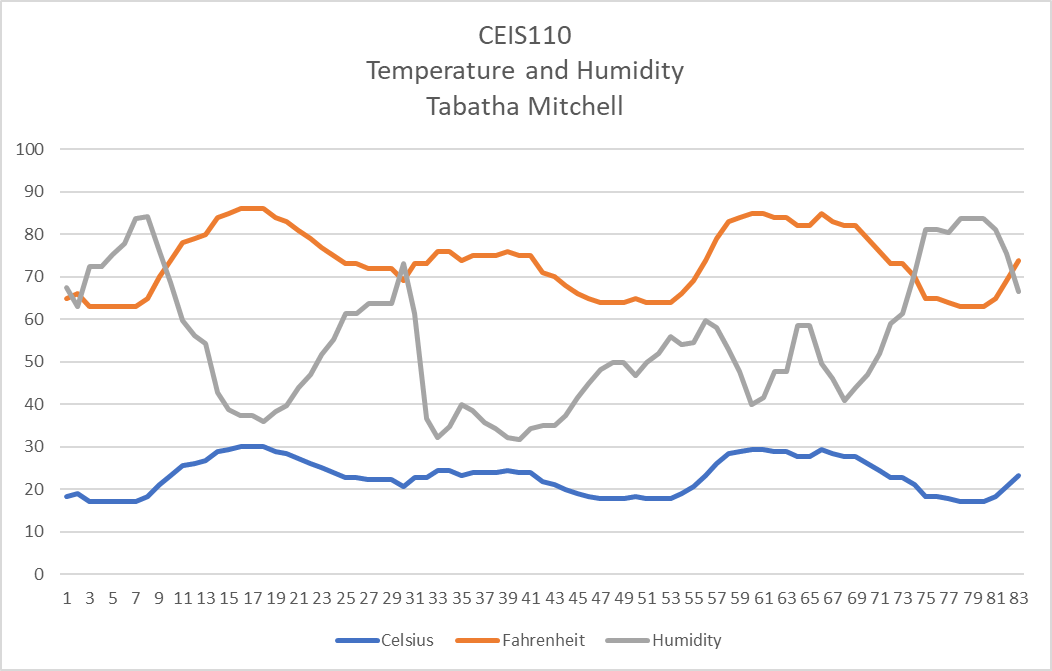 CEIS110
Temperature and Humidity
Tabatha Mitchell
100
90
80
70
60
50
40
30
20
10
0
1 3 5 7 9 11 13 15 17 19 21 23 25 27 29 31 33 35 37 39 41 43 45 47 49 51 53 55 57 59 61 63 65 67 69 71 73 75 77 79 81 83
Celsius Fahrenheit Humidity